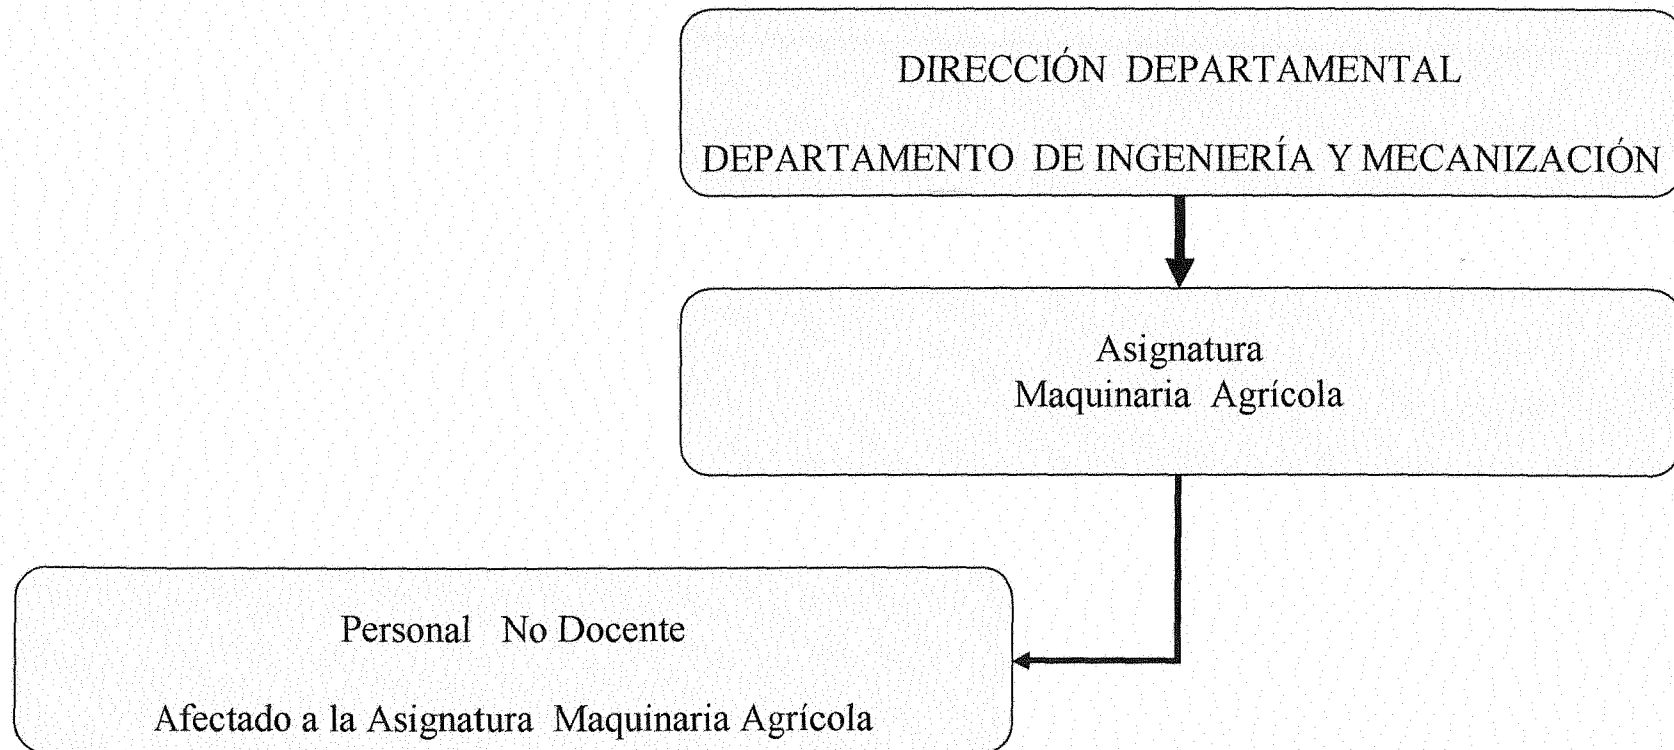 DIRECCIÓN DEPARTAMENTAL
DEPARTAMENTO DE INGENIERÍA Y MECANIZACIÓN
Asignatura
Maquinaria Agrícola
Personal No Docente
Afectado a la Asignatura Maquinaria Agrícola